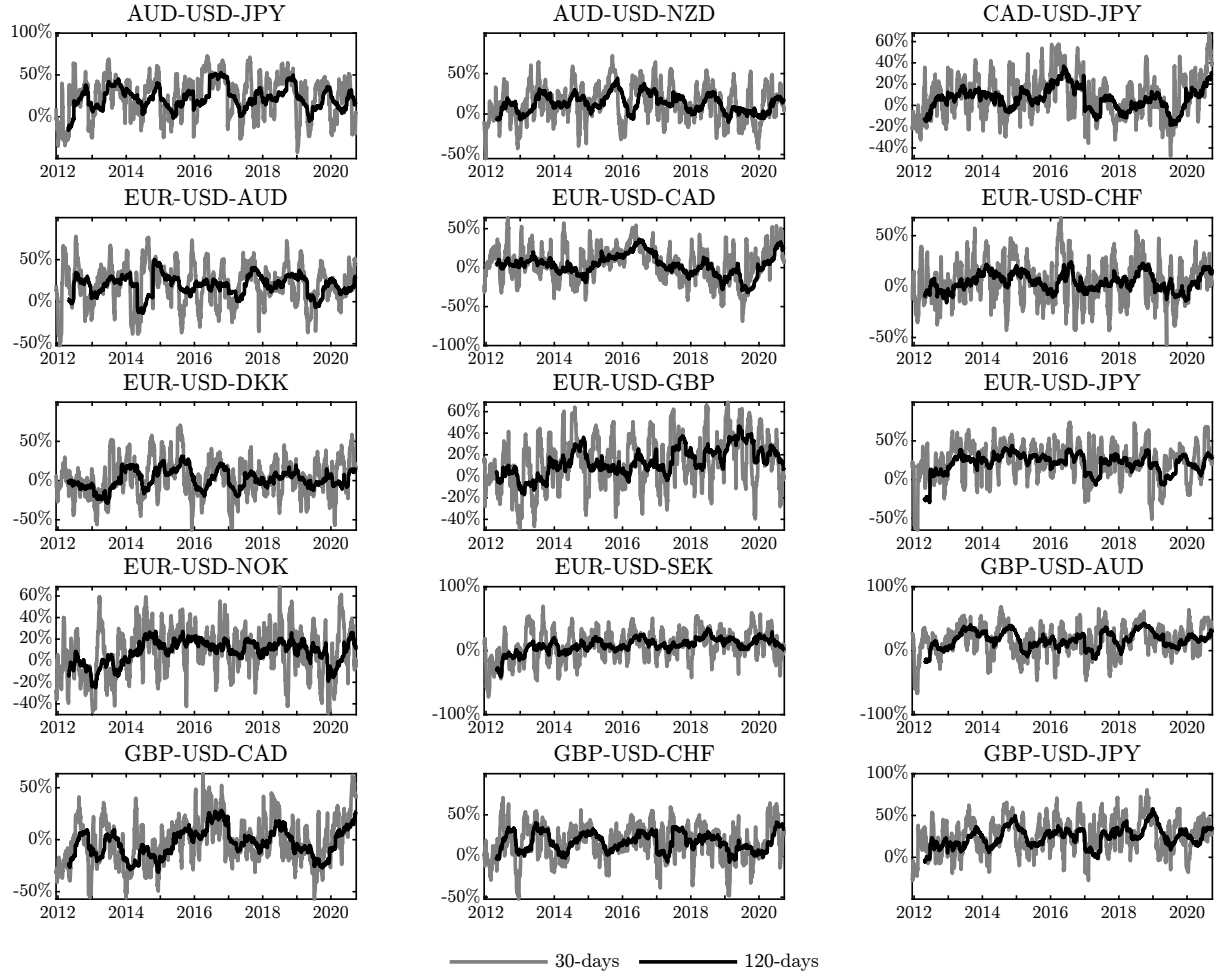 AUD-USD-JPY
100%
50%
0%
2012 2014 2016 2018 2020
AUD-USD-NZD
50%
0%
-50%
2012 2014 2016 2018 2020
CAD-USD-JPY
60%
40%
20%
0%
-20%
-40%
2012 2014 2016 2018 2020
EUR-USD-AUD
50%
0%
-50%
2012 2014 2016 2018 2020
EUR-USD-CAD
50%
0%
-50%
-100%
2012 2014 2016 2018 2020
EUR-USD-CHF
50%
0%
-50%
2012 2014 2016 2018 2020
EUR-USD-DKK
50%
0%
-50%
2012 2014 2016 2018 2020
EUR-USD-GBP
60%
40%
20%
0%
-20%
-40%
2012 2014 2016 2018 2020
EUR-USD-JPY
50%
0%
-50%
2012 2014 2016 2018 2020
EUR-USD-NOK
60%
40%
20%
0%
-20%
-40%
2012 2014 2016 2018 2020
EUR-USD-SEK
100%
0%
-100%
2012 2014 2016 2018 2020
GBP-USD-AUD
100%
0%
-100%
2012 2014 2016 2018 2020
GBP-USD-CAD
50%
0%
-50%
2012 2014 2016 2018 2020
GBP-USD-CHF
50%
0%
-50%
2012 2014 2016 2018 2020
GBP-USD-JPY
100%
50%
0%
2012 2014 2016 2018 2020
30-days 120-days